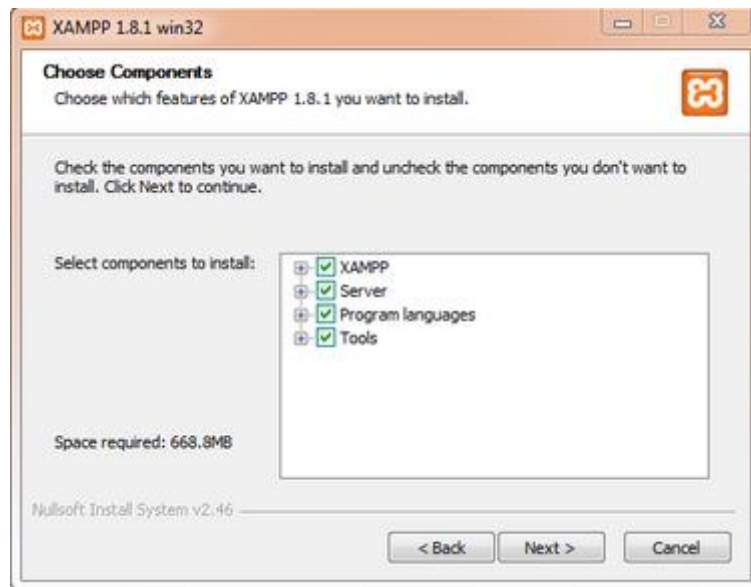 XAMPP 1.8.1 win32
Choose Components
Choose which features of XAMPP 1.8.1 you want to install.
Check the components you want to install and uncheck the components you don't want to
install. Click Next to continue.
Select components to install:
XAMPP
Server
Program languages
Tools
Space required: 668.8MB
Nullsoft Install System v2.46
< Back
Next >
Cancel